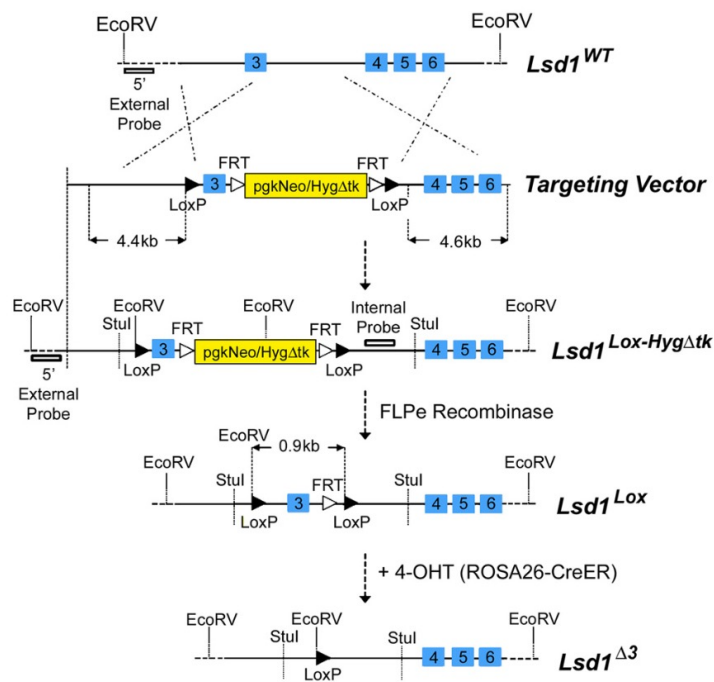 EcoRV
EcoRV
3
4 5 6
Lsd1WT
5'
External
Probe
FRT
FRT
3
pgkNeo/HygΔtk
4 5 6
Targeting Vector
LoxP
LoxP
4.4kb
4.6kb
EcoRV
EcoRV
EcoRV
Internal
Probe
EcoRV
StuI
FRT
FRT
StuI
3
pgkNeo/HygΔtk
4 5 6
Lsd1Lox-HygΔtk
LoxP
LoxP
5'
External
Probe
FLPe Recombinase
EcoRV
0.9kb
EcoRV
EcoRV
StuI
FRT
StuI
3
4 5 6
Lsd1Lox
LoxP
LoxP
+ 4-OHT (ROSA26-CreER)
EcoRV
StuI
EcoRV
StuI
EcoRV
4 5 6
Lsd1Δ3
LoxP